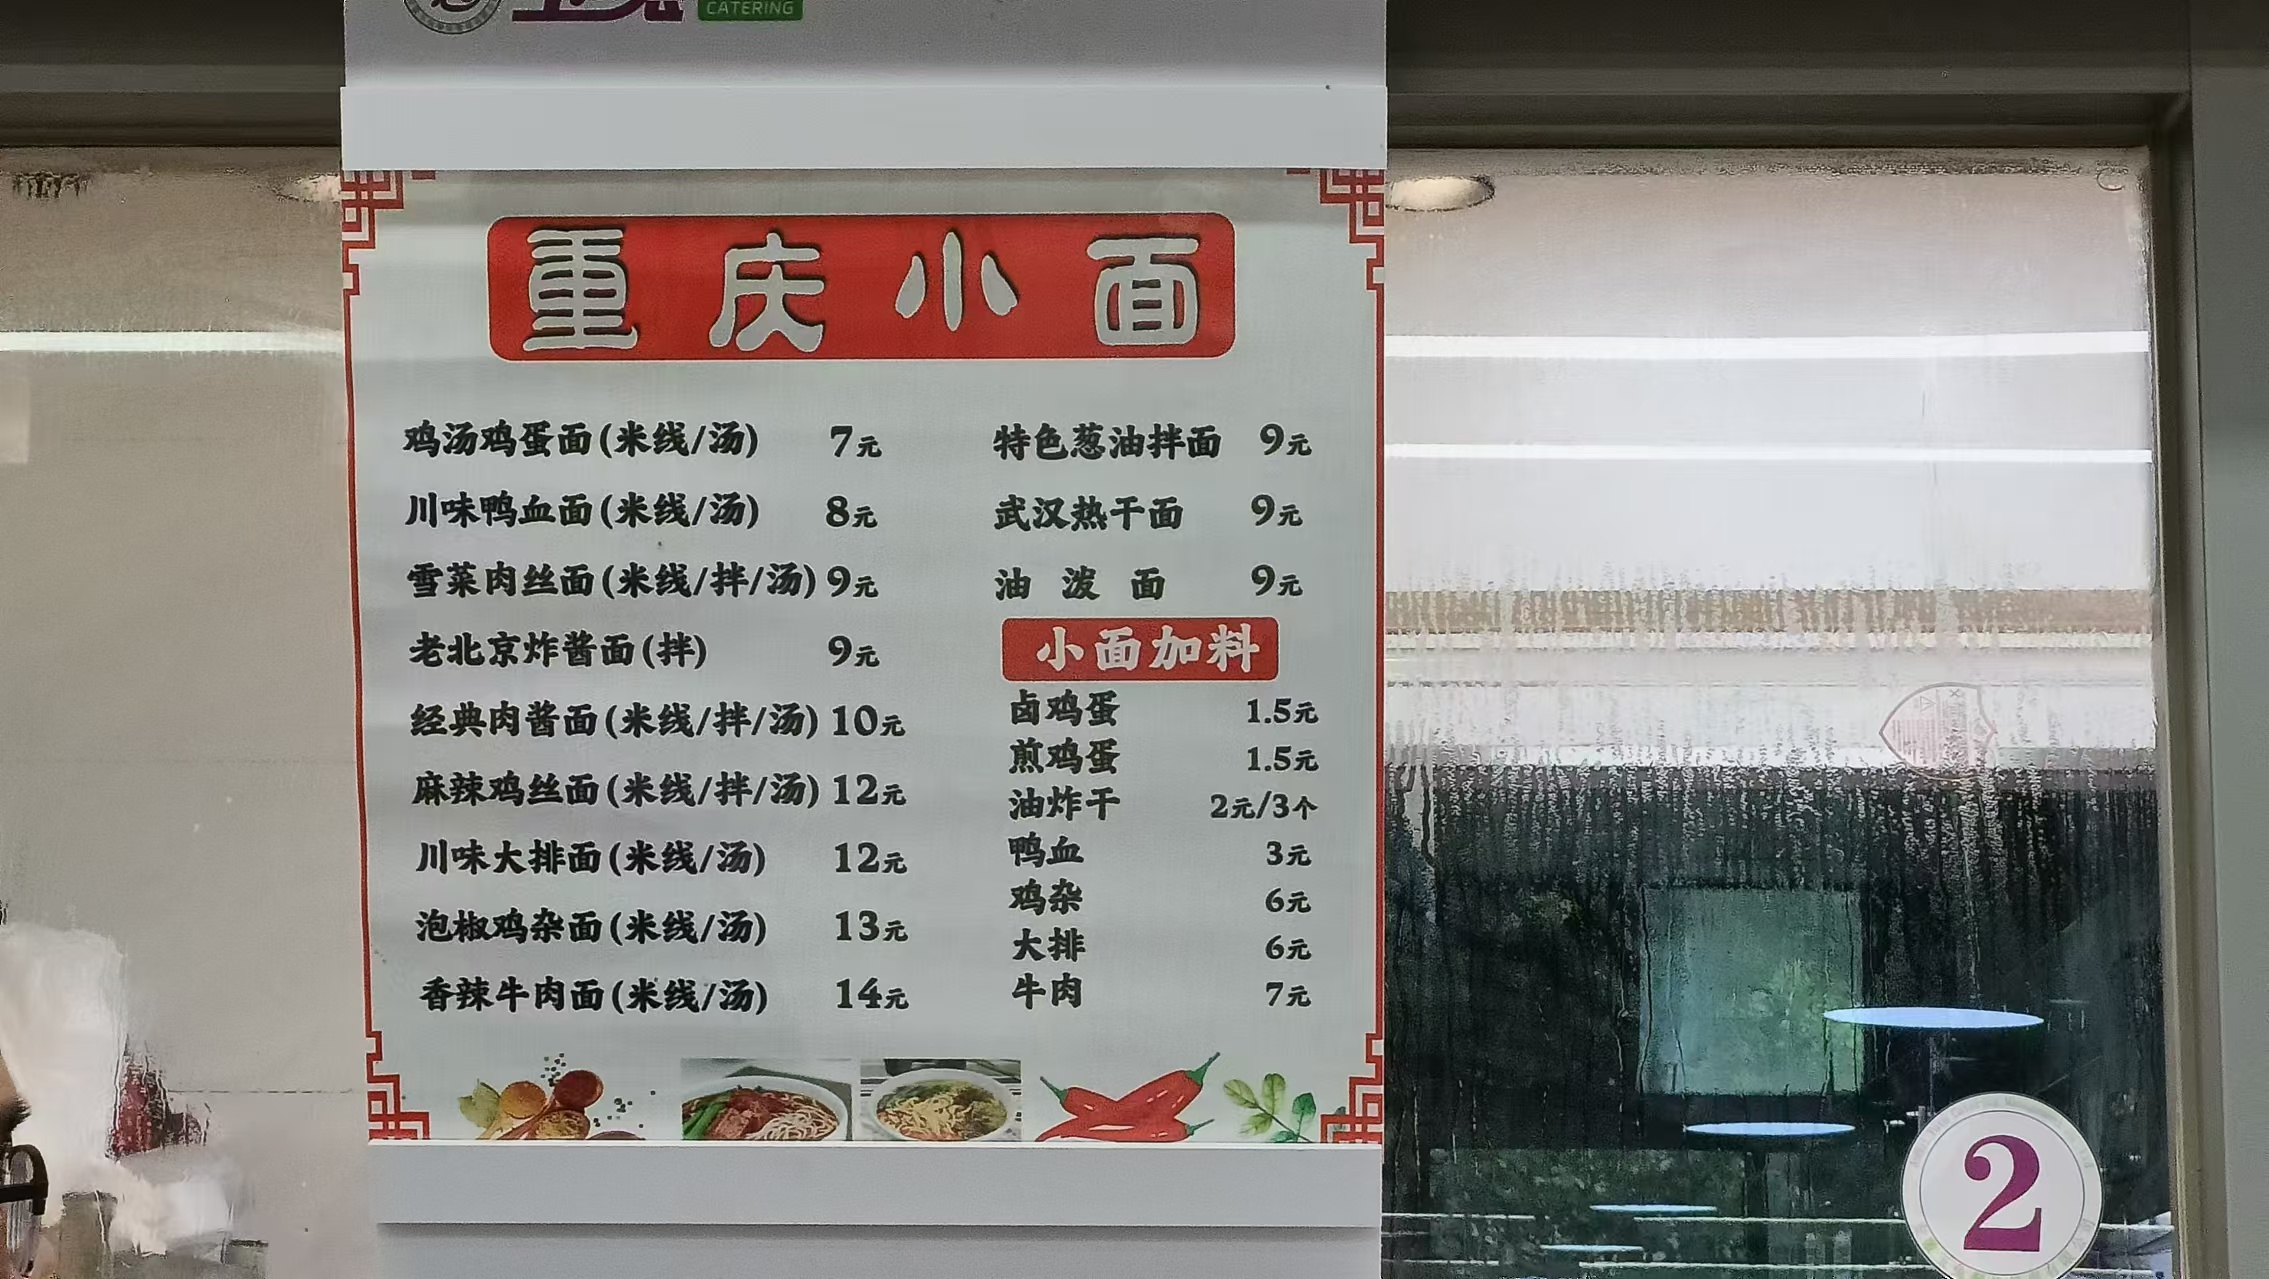 CATERING
重庆小面
鸡汤鸡蛋面(米线/汤) 7元
川味鸭血面(米线/汤) 8元
雪菜肉丝面(米线/拌/汤) 9元
老北京炸酱面(拌) 9元
经典肉酱面(米线/拌/汤) 10元
麻辣鸡丝面(米线/拌/汤) 12元
川味大排面(米线/汤) 12元
泡椒鸡杂面(米线/汤) 13元
香辣牛肉面(米线/汤) 14元
特色葱油拌面 9元
武汉热干面 9元
油泼面 9元
小面加料
卤鸡蛋 1.5元
煎鸡蛋 1.5元
油炸干 2元/3个
鸭血 3元
鸡杂 6元
大排 6元
牛肉 7元
2